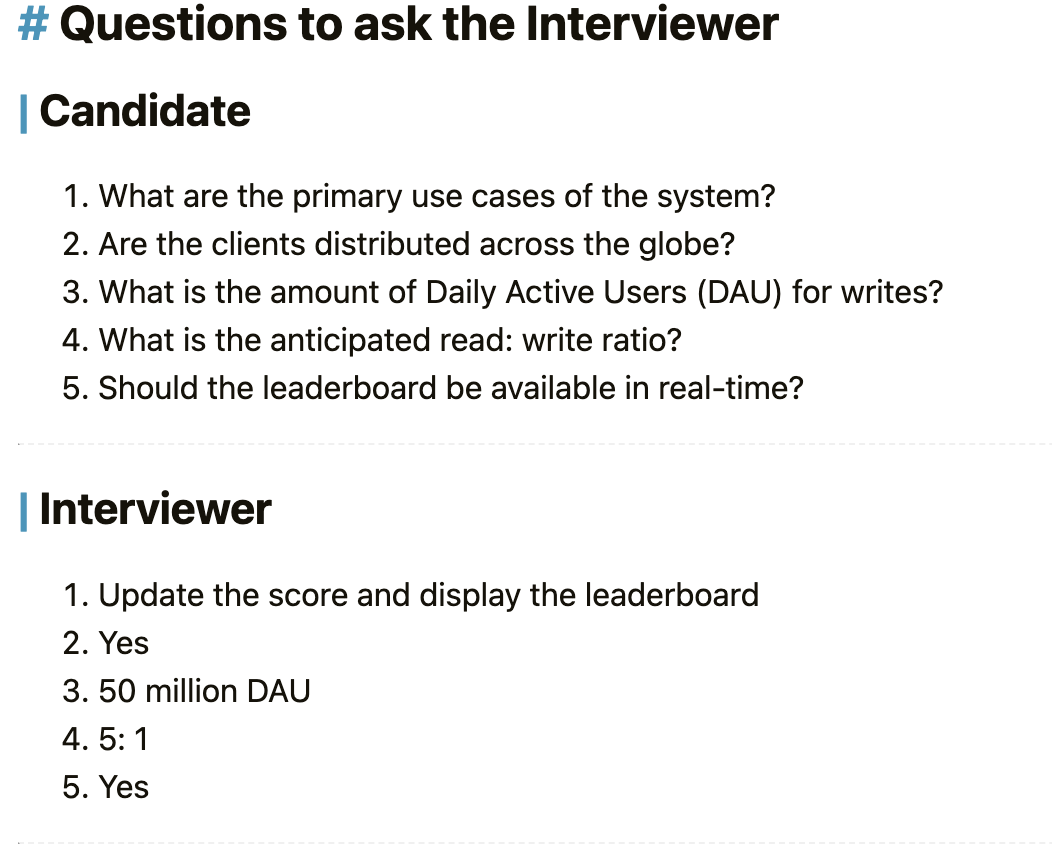 # Questions to ask the Interviewer
Candidate
1. What are the primary use cases of the system?
2. Are the clients distributed across the globe?
3. What is the amount of Daily Active Users (DAU) for writes?
4. What is the anticipated read: write ratio?
5. Should the leaderboard be available in real-time?
Interviewer
1. Update the score and display the leaderboard
2. Yes
3. 50 million DAU
4. 5: 1
5. Yes